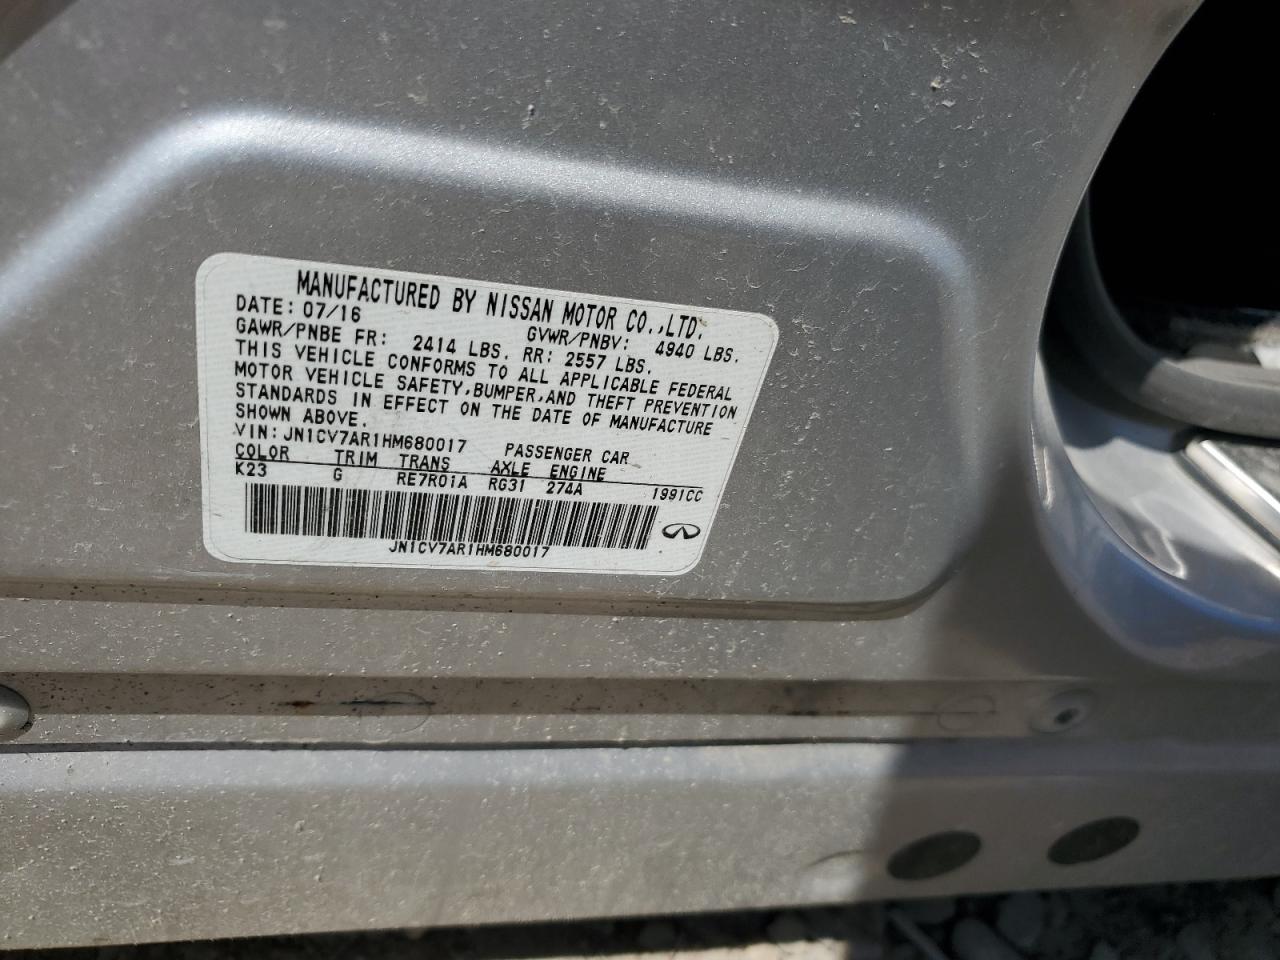 MANUFACTURED BY NISSAN MOTOR CO.,LTD.
DATE: 07/16 GVWR/PNBV: 4940 LBS.
GAWR/PNBE FR: 2414 LBS. RR: 2557 LBS.
THIS VEHICLE CONFORMS TO ALL APPLICABLE FEDERAL
MOTOR VEHICLE SAFETY,BUMPER,AND THEFT PREVENTION
STANDARDS IN EFFECT ON THE DATE OF MANUFACTURE
SHOWN ABOVE.
VIN:JN1CV7AR1HM680017 PASSENGER CAR
COLOR TRIM TRANS AXLE ENGINE
K23 G RE7R01A RG31 274A 1991CC
JN1CV7AR1HM680017